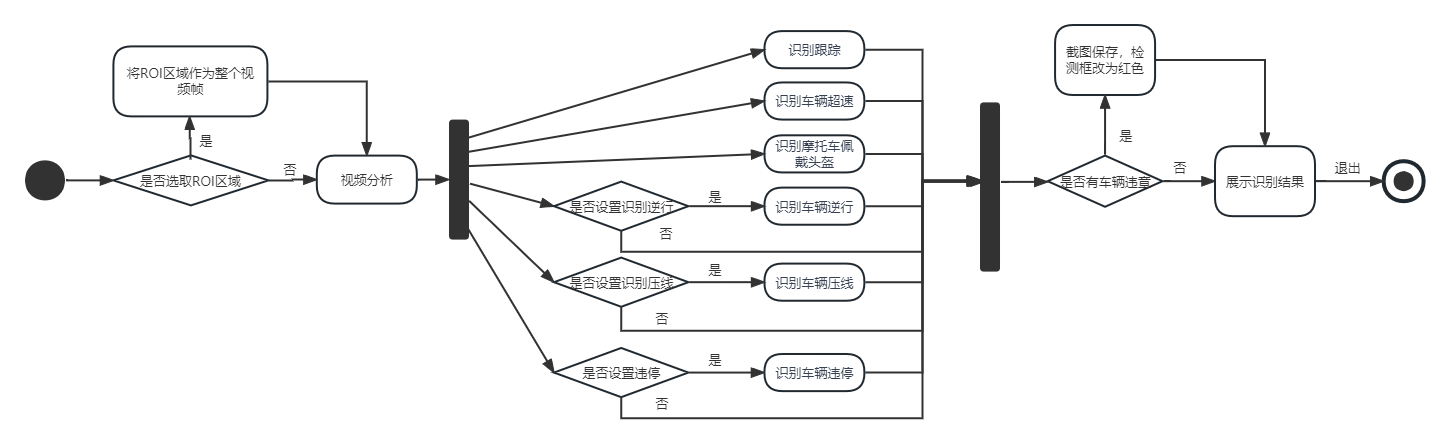 将ROI区域作为整个视
频帧
是
是否选取ROI区域
否
视频分析
识别跟踪
识别车辆超速
识别摩托车佩
戴头盔
是否设置识别逆行
是
识别车辆逆行
否
是否设置识别压线
是
识别车辆压线
否
是否设置违停
是
识别车辆违停
否
截图保存，检
测框改为红色
是
是否有车辆违章
否
展示识别结果
退出